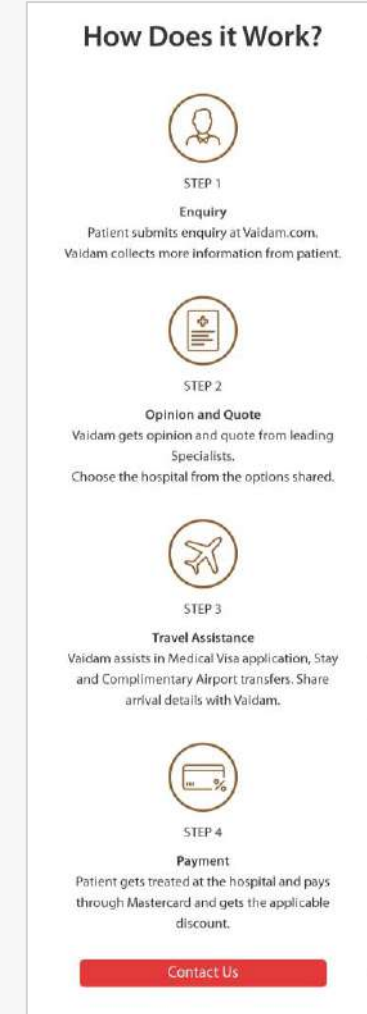 How Does it Work?
STEP 1
Enquiry
Patient submits enquiry at Vaidam.com.
Vaidam collects more information from patient.
STEP 2
Opinion and Quote
Vaidam gets opinion and quote from leading
Specialists.
Choose the hospital from the options shared.
STEP 3
Travel Assistance
Vaidam assists in Medical Visa application, Stay
and Complimentary Airport transfers. Share
arrival details with Vaidam.
%
STEP 4
Payment
Patient gets treated at the hospital and pays
through Mastercard and gets the applicable
discount.
Contact Us